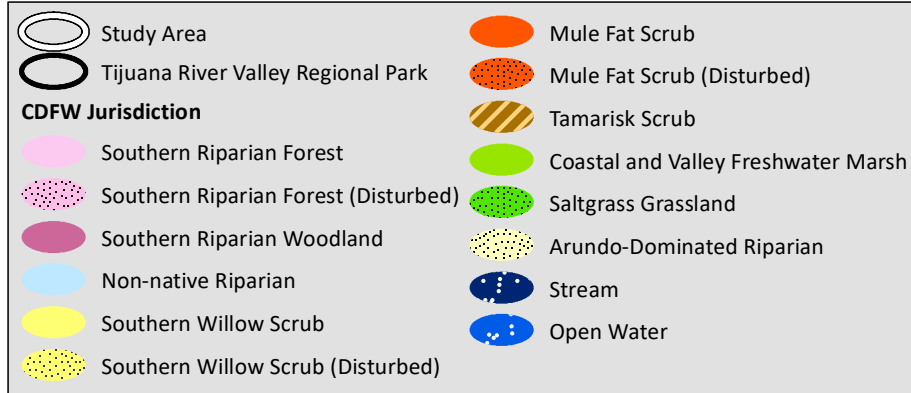 Study Area
Tijuana River Valley Regional Park
CDFW Jurisdiction
Southern Riparian Forest
Southern Riparian Forest (Disturbed)
Southern Riparian Woodland
Non-native Riparian
Southern Willow Scrub
Southern Willow Scrub (Disturbed)
Mule Fat Scrub
Mule Fat Scrub (Disturbed)
Tamarisk Scrub
Coastal and Valley Freshwater Marsh
Saltgrass Grassland
Arundo-Dominated Riparian
Stream
Open Water